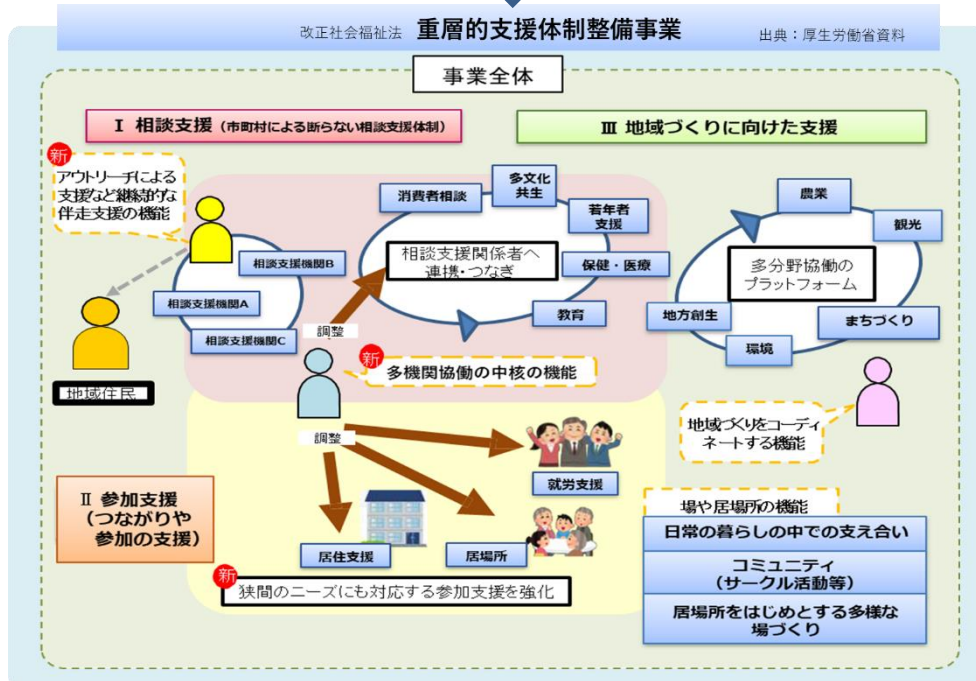 改正社会福祉法 重層的支援体制整備事業 出典：厚生労働省資料
事業全体
Ⅰ 相談支援（市町村による断らない相談支援体制）
Ⅲ 地域づくりに向けた支援
新
アウトリーチによる
支援など継続的な
伴走支援の機能
相談支援機関B
相談支援機関A
相談支援機関C
地域住民
消費者相談
多文化
共生
若年者
支援
保健・医療
教育
相談支援関係者へ
連携・つなぎ
調整
新
多機関協働の中核の機能
農業
観光
まちづくり
環境
地方創生
多分野協働の
プラットフォーム
地域づくりをコーディ
ネートする機能
調整
Ⅱ 参加支援
（つながりや
参加の支援）
就労支援
居住支援
居場所
新
狭間のニーズにも対応する参加支援を強化
場や居場所の機能
日常の暮らしの中での支え合い
コミュニティ
（サークル活動等）
居場所をはじめとする多様な
場づくり